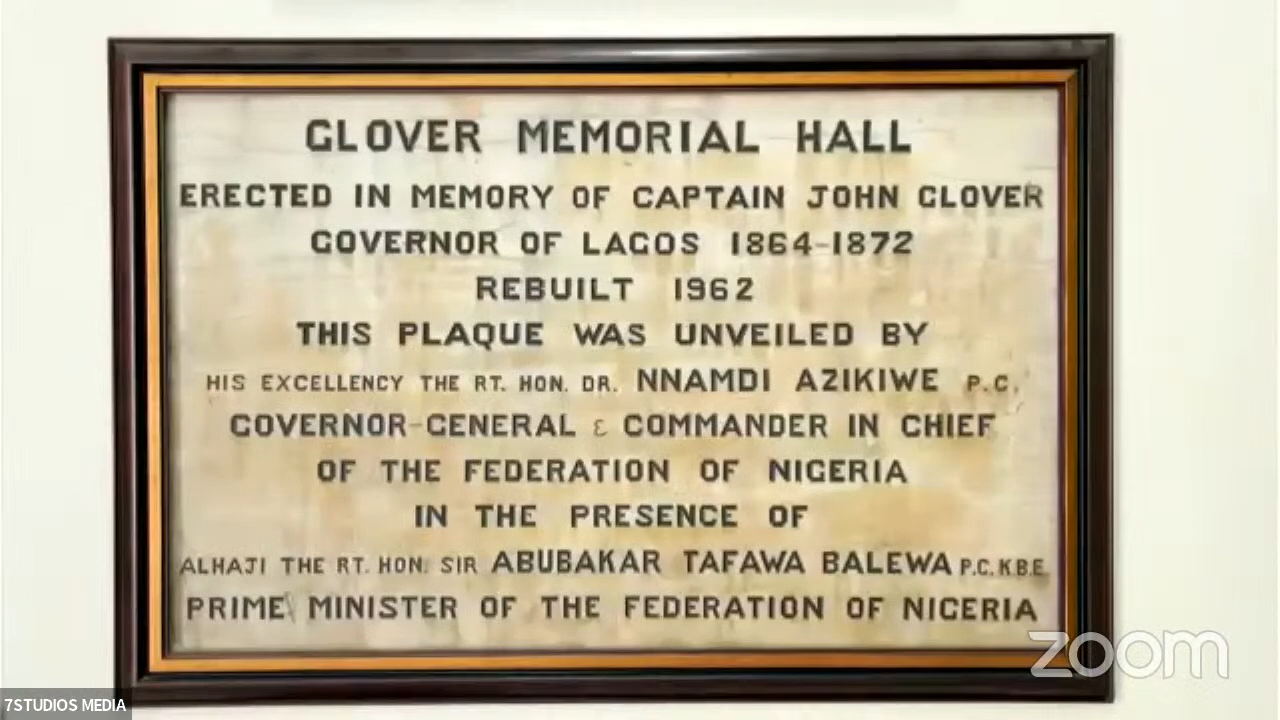 GLOVER MEMORIAL HALL
ERECTED IN MEMORY OF CAPTAIN JOHN GLOVER
GOVERNOR OF LAGOS 1864-1872
REBUILT 1962
THIS PLAQUE WAS UNVEILED BY
HIS EXCELLENCY THE RT. HON. DR. NNAMDI AZIKIWE P.C.
GOVERNOR-GENERAL & COMMANDER IN CHIEF
OF THE FEDERATION OF NIGERIA
IN THE PRESENCE OF
ALHAJI THE RT. HON. SIR ABUBAKAR TAFAWA BALEWA P.C. K.B.E.
PRIME MINISTER OF THE FEDERATION OF NIGERIA
zoom
7STUDIOS MEDIA